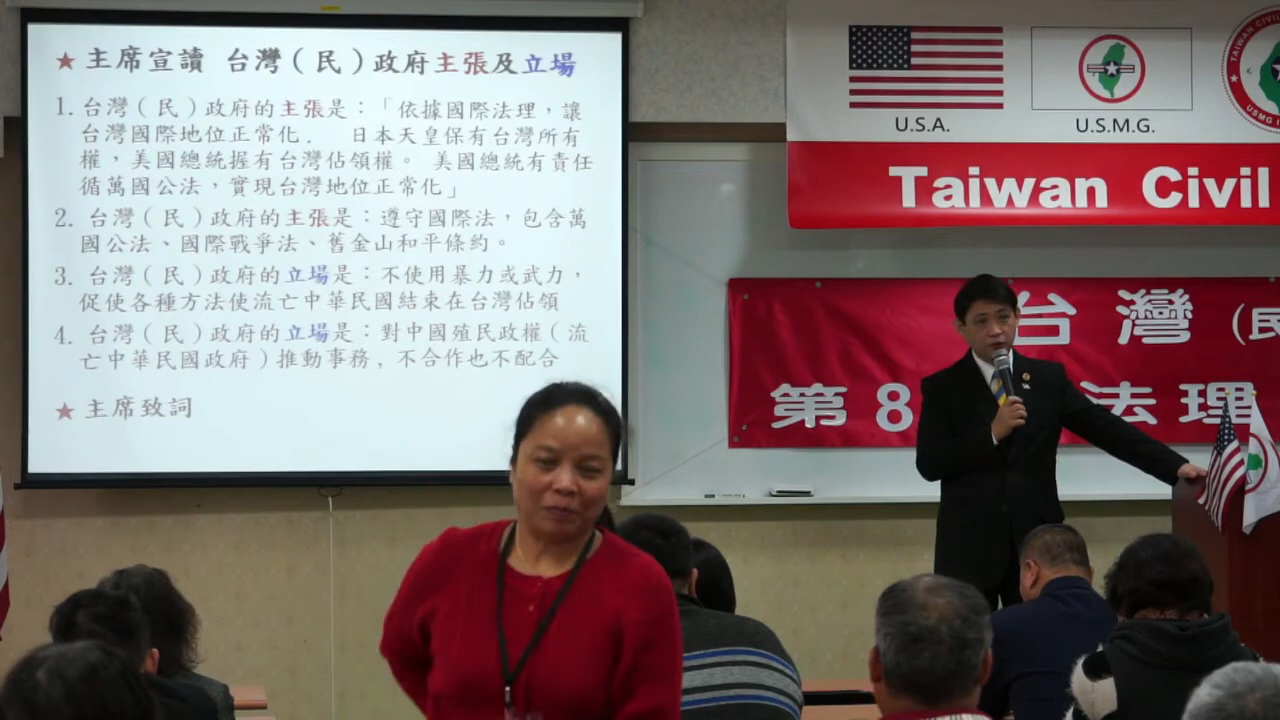 ★ 主席宣讀 台灣(民)政府主張及立場
1. 台灣(民)政府的主張是:「依據國際法理,讓
台灣國際地位正常化. 日本天皇保有台灣所有
權,美國總統握有台灣佔領權。 美國總統有責任
循萬國公法,實現台灣地位正常化」
2. 台灣(民)政府的主張是:遵守國際法,包含萬
國公法、國際戰爭法、舊金山和平條約。
3. 台灣(民)政府的立場是:不使用暴力或武力,
促使各種方法使流亡中華民國結束在台灣佔領
4. 台灣(民)政府的立場是:對中國殖民政權(流
亡中華民國政府)推動事務, 不合作也不配合
★ 主席致詞
U.S.A.
U.S.M.G.
TAIWAN CIVIL
USMG
Taiwan Civil
台灣(民
第8 法理